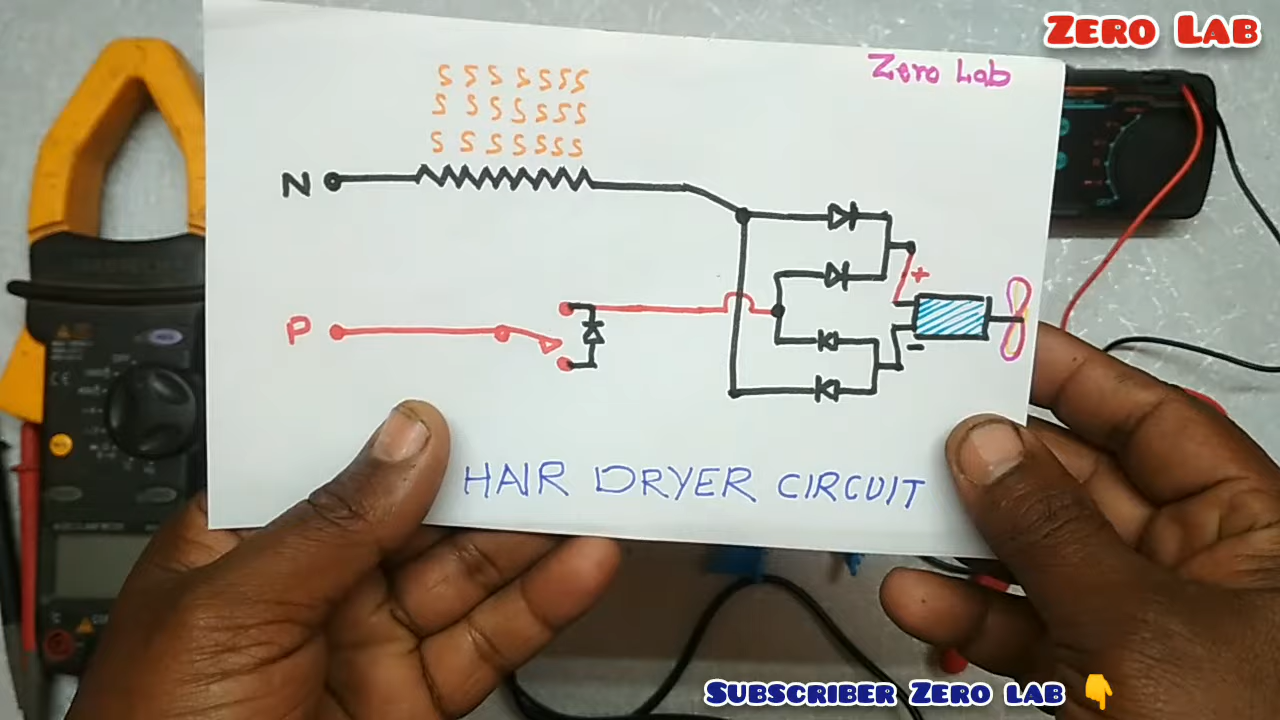 Zero Lab
Zero Lab
S S S S S S S
S S S S S S S
S S S S S S S
N
+
P
-
HAIR DRYER CIRCUIT
Subscriber Zero lab 👇